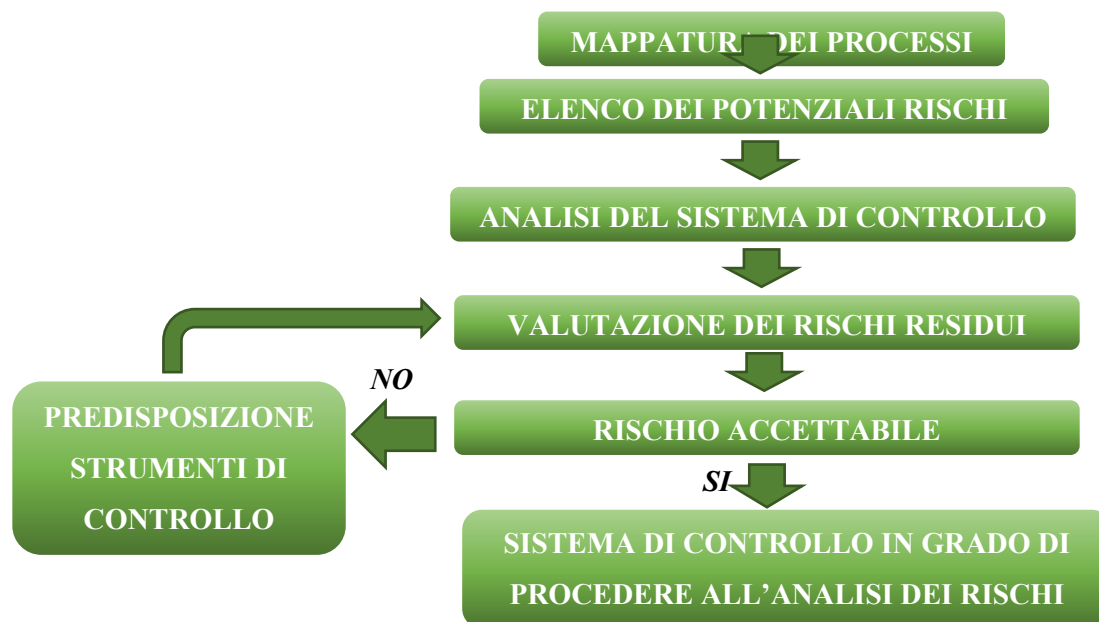 MAPPATURA DEI PROCESSI
ELENCO DEI POTENZIALI RISCHI
ANALISI DEL SISTEMA DI CONTROLLO
VALUTAZIONE DEI RISCHI RESIDUI
NO
PREDISPOSIZIONE
STRUMENTI DI
CONTROLLO
RISCHIO ACCETTABILE
SI
SISTEMA DI CONTROLLO IN GRADO DI
PROCEDERE ALL’ANALISI DEI RISCHI